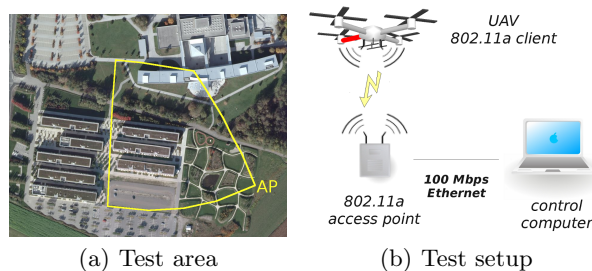 AP
(a) Test area
UAV
802.11a client
802.11a
access point
100 Mbps
Ethernet
control
computer
(b) Test setup